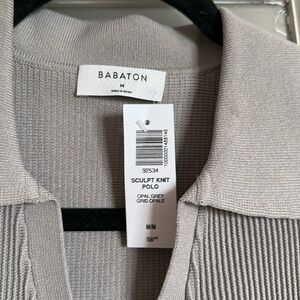 BABATON
M
92534
SCULPT KNIT
POLO
OPAL GREY
GRIS OPALE
M/M